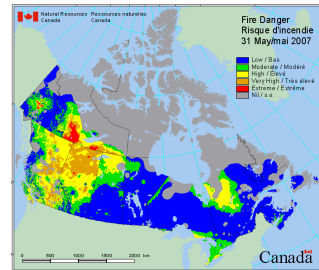 Natural Resources Ressources naturelles
Canada Canada
Fire Danger
Risque d'incendie
31 May/mai 2007
Low / Bas
Moderate / Modéré
High / Élevé
Very High / Très élevé
Extreme / Extrême
Nil / s.o.
0 500 1000 1500 2000 km
Canada